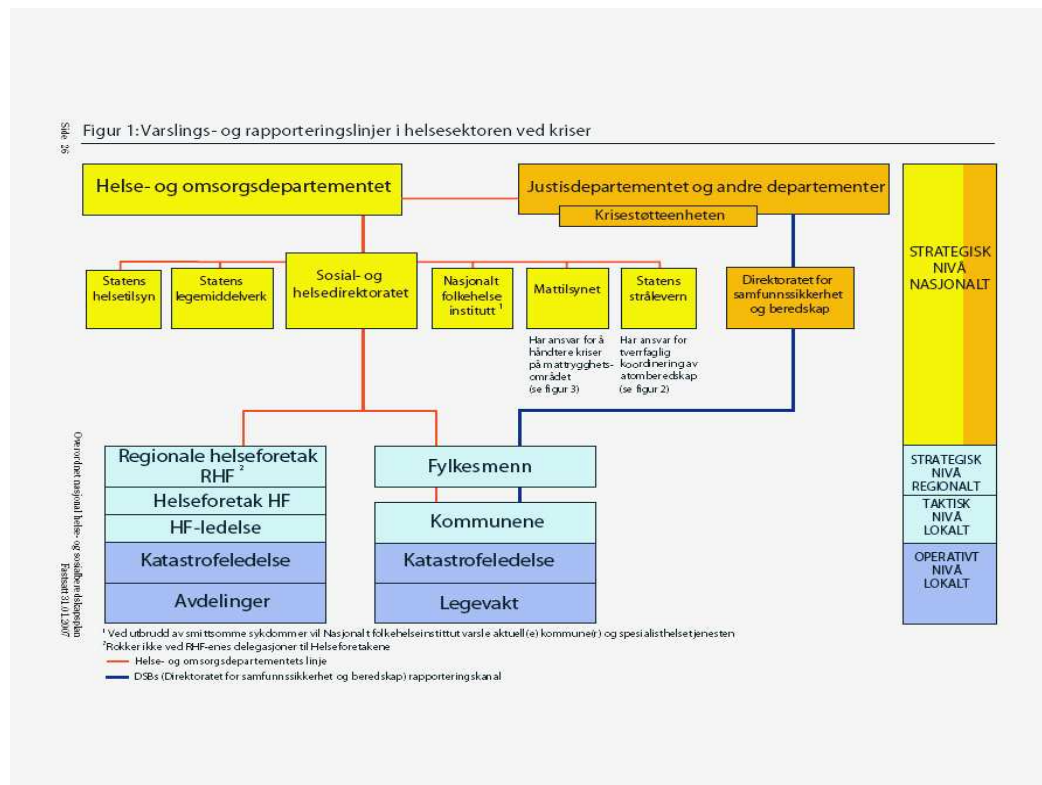 Side 26
Figur 1: Varslings- og rapporteringslinjer i helsesektoren ved kriser
Helse- og omsorgsdepartementet
Justisdepartementet og andre departementer
Krisestøtteenheten
STRATEGISK
NIVÅ
NASJONALT
Statens
helsetilsyn
Statens
legemiddelverk
Sosial- og
helsedirektoratet
Nasjonalt
folkehelse
institutt ¹
Mattilsynet
Statens
strålevern
Direktoratet for
samfunnssikkerhet
og beredskap
Har ansvar for å
håndtere kriser
på mattrygghets-
området
(se figur 3)
Har ansvar for
tverrfaglig
koordinering av
atomberedskap
(se figur 2)
Regionale helseforetak
RHF ²
Helseforetak HF
HF-ledelse
Katastrofeledelse
Avdelinger
Fylkesmenn
Kommunene
Katastrofeledelse
Legevakt
STRATEGISK
NIVÅ
REGIONALT
TAKTISK
NIVÅ
LOKALT
OPERATIVT
NIVÅ
LOKALT
Overordnet nasjonal helse- og sosialberedskapsplan
Fastsatt 31.01.2007
¹ Ved utbrudd av smittsomme sykdommer vil Nasjonalt folkehelseinstituttut varsle aktuell(e) kommune(r) og spesialisthelsetjenesten
²Rokker ikke ved RHF-enes delegasjoner til Helseforetakene
Helse- og omsorgsdepartementets linje
DSBs (Direktoratet for samfunnssikkerhet og beredskap) rapporteringskanal